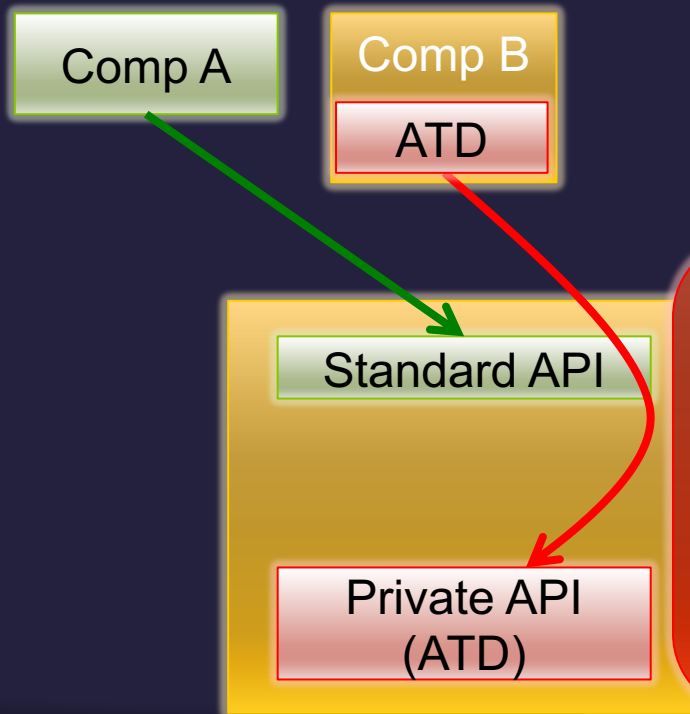 Comp A
Comp B
ATD
Standard API
Private API
(ATD)